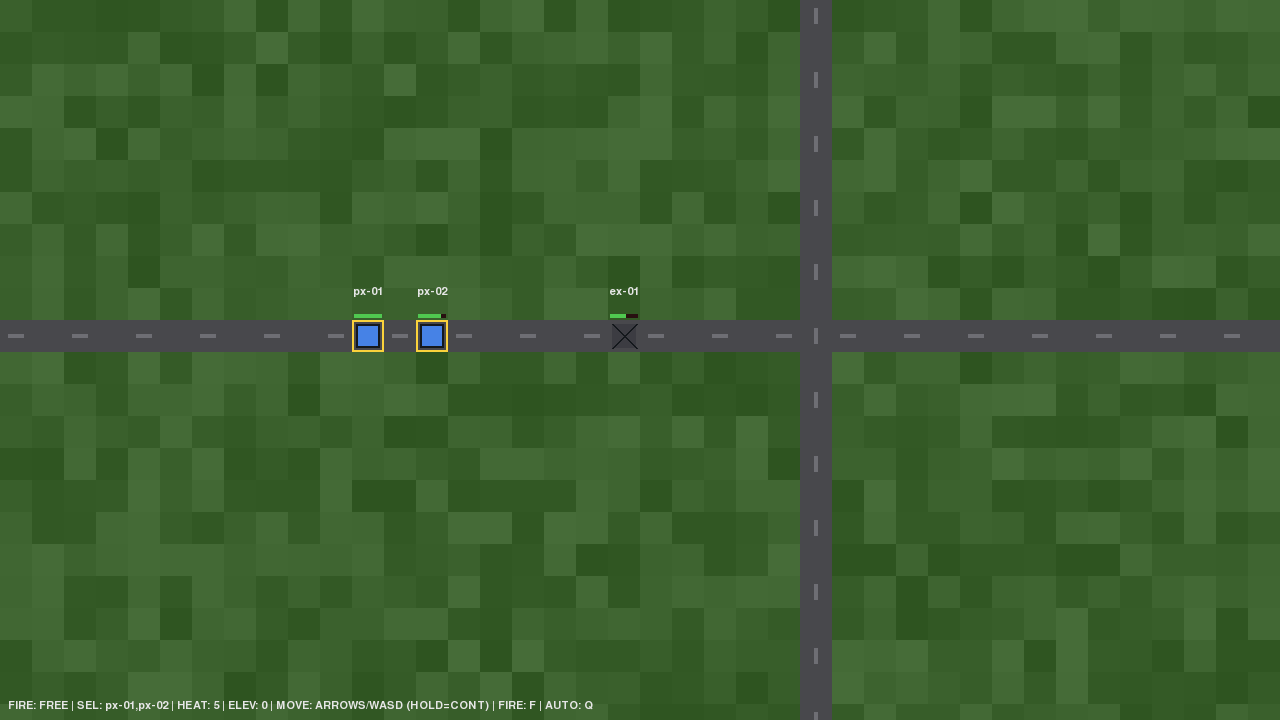 px-01 px-02 ex-01
FIRE: FREE | SEL: px-01,px-02 | HEAT: 5 | ELEV: 0 | MOVE: ARROWS/WASD (HOLD=CONT) | FIRE: F | AUTO: Q